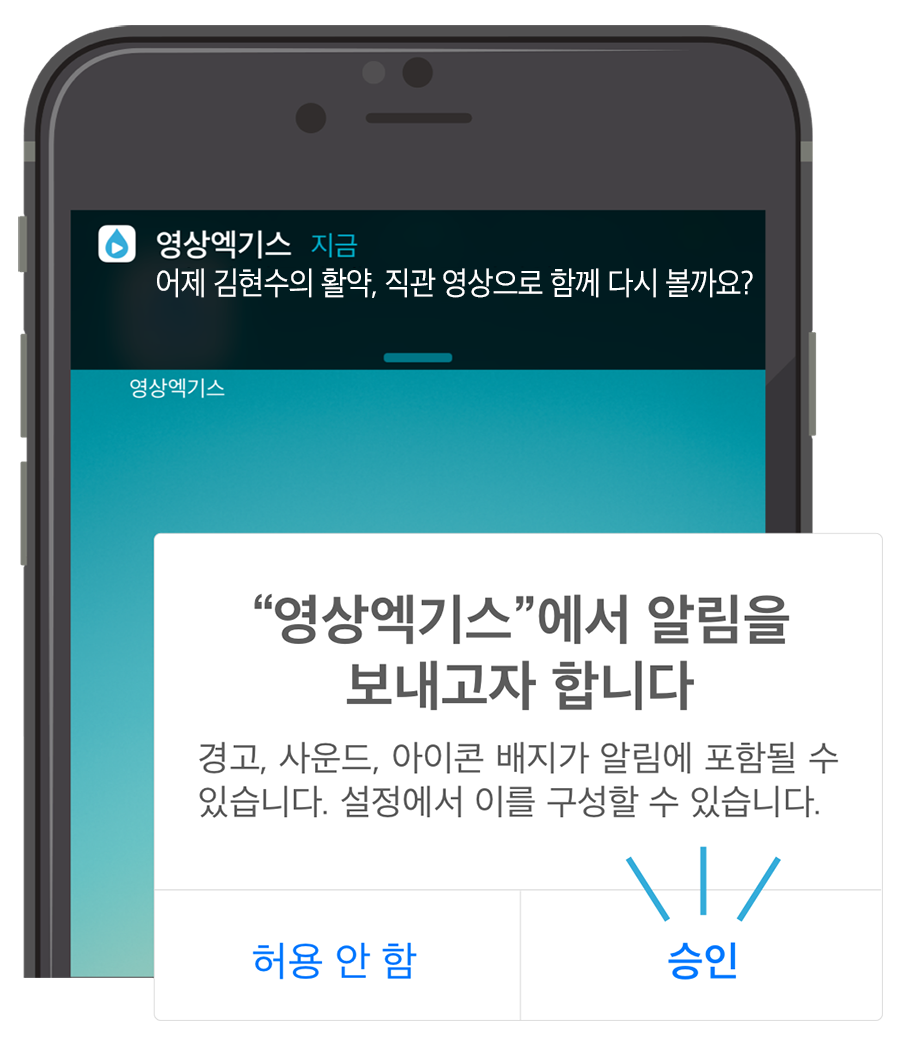 영상엑기스 지금
어제 김현수의 활약, 직관 영상으로 함께 다시 볼까요?
영상엑기스
“영상엑기스”에서 알림을
보내고자 합니다
경고, 사운드, 아이콘 배지가 알림에 포함될 수
있습니다. 설정에서 이를 구성할 수 있습니다.
허용 안 함 승인